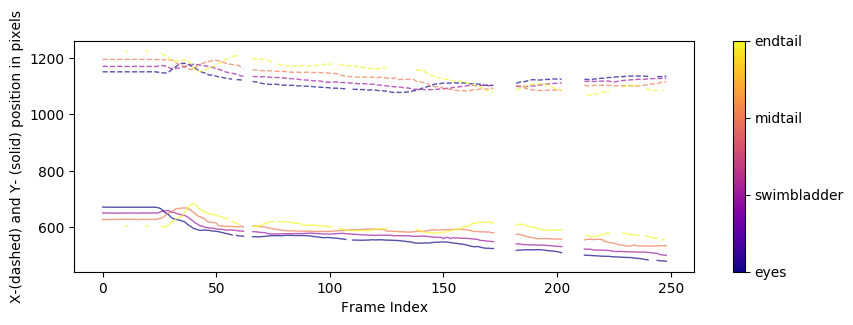 X-(dashed) and Y- (solid) position in pixels
1200
1000
800
600
0
50
100
150
200
250
Frame Index
endtail
midtail
swimbladder
eyes